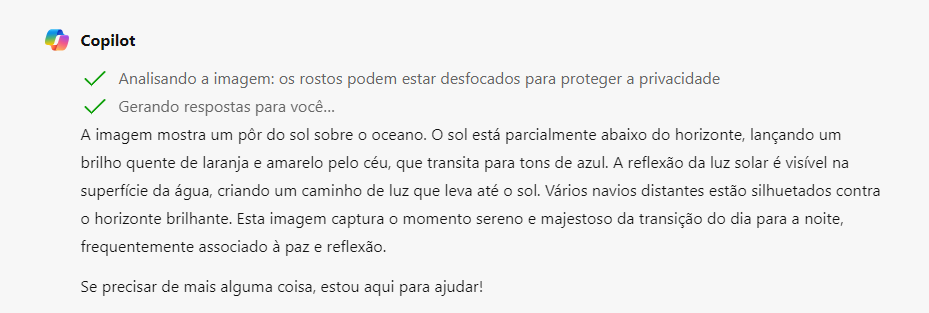 Copilot
Analisando a imagem: os rostos podem estar desfocados para proteger a privacidade
Gerando respostas para você...
A imagem mostra um pôr do sol sobre o oceano. O sol está parcialmente abaixo do horizonte, lançando um
brilho quente de laranja e amarelo pelo céu, que transita para tons de azul. A reflexão da luz solar é visível na
superfície da água, criando um caminho de luz que leva até o sol. Vários navios distantes estão silhuetados contra
o horizonte brilhante. Esta imagem captura o momento sereno e majestoso da transição do dia para a noite,
frequentemente associado à paz e reflexão.
Se precisar de mais alguma coisa, estou aqui para ajudar!